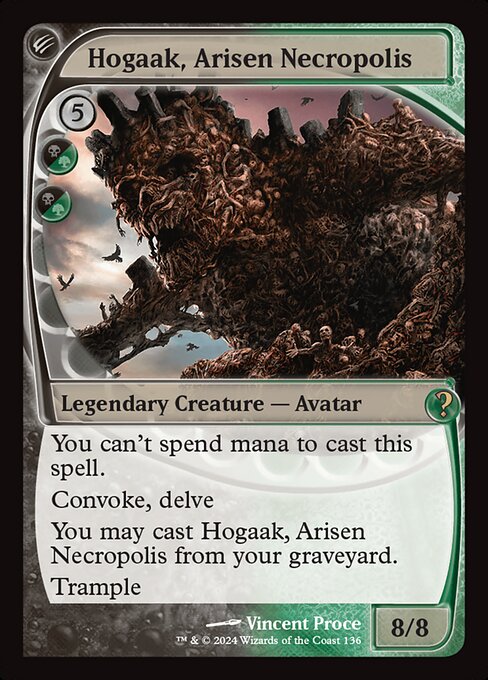 Hogaak, Arisen Necropolis
5
Legendary Creature — Avatar
?
You can't spend mana to cast this
spell.
Convoke, delve
You may cast Hogaak, Arisen
Necropolis from your graveyard.
Trample
Vincent Proce
™ & © 2024 Wizards of the Coast 136
8/8